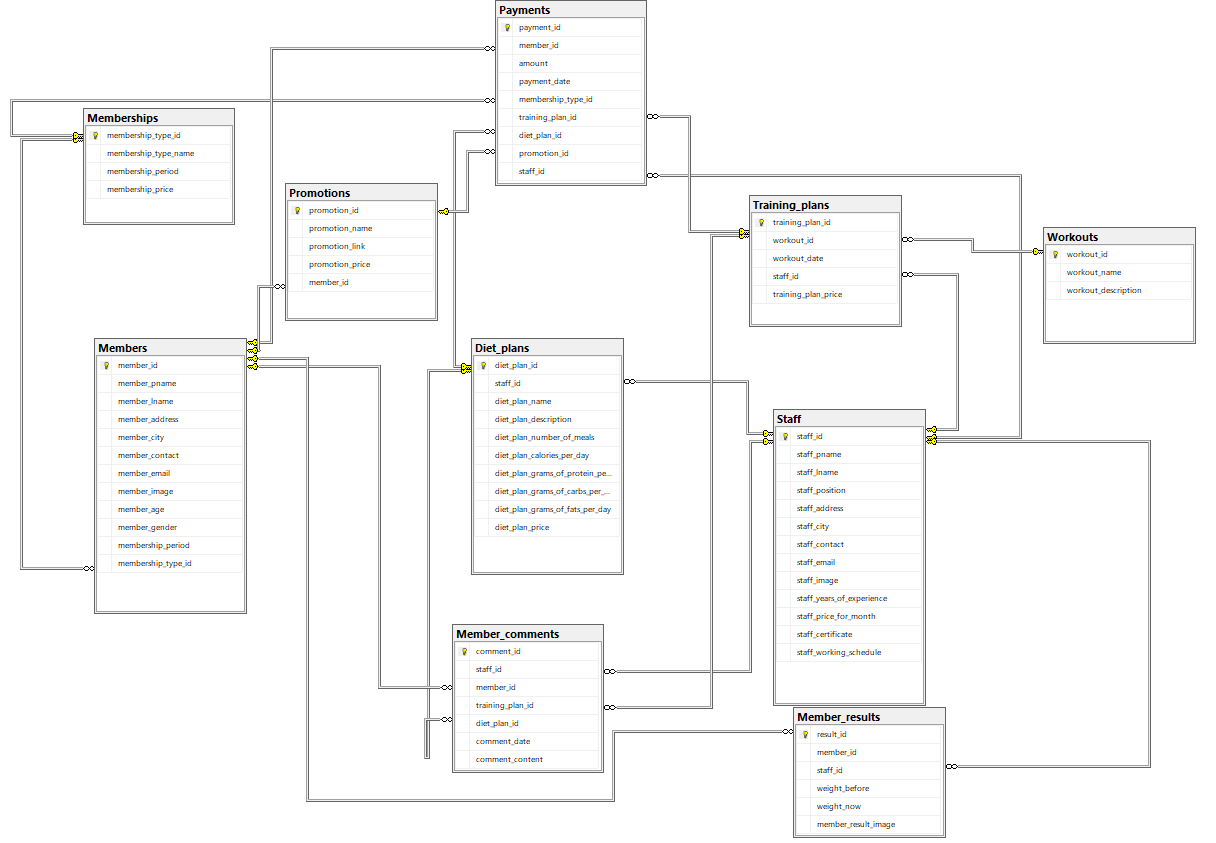 Payments
payment_id
member_id
amount
payment_date
membership_type_id
training_plan_id
diet_plan_id
promotion_id
staff_id
Memberships
membership_type_id
membership_type_name
membership_period
membership_price
Promotions
promotion_id
promotion_name
promotion_link
promotion_price
member_id
Training_plans
training_plan_id
workout_id
workout_date
staff_id
training_plan_price
Workouts
workout_id
workout_name
workout_description
Members
member_id
member_pname
member_lname
member_address
member_city
member_contact
member_email
member_image
member_age
member_gender
membership_period
membership_type_id
Diet_plans
diet_plan_id
staff_id
diet_plan_name
diet_plan_description
diet_plan_number_of_meals
diet_plan_calories_per_day
diet_plan_grams_of_protein_pe...
diet_plan_grams_of_carbs_per_...
diet_plan_grams_of_fats_per_day
diet_plan_price
Staff
staff_id
staff_pname
staff_lname
staff_position
staff_address
staff_city
staff_contact
staff_email
staff_image
staff_years_of_experience
staff_price_for_month
staff_certificate
staff_working_schedule
Member_comments
comment_id
staff_id
member_id
training_plan_id
diet_plan_id
comment_date
comment_content
Member_results
result_id
member_id
staff_id
weight_before
weight_now
member_result_image